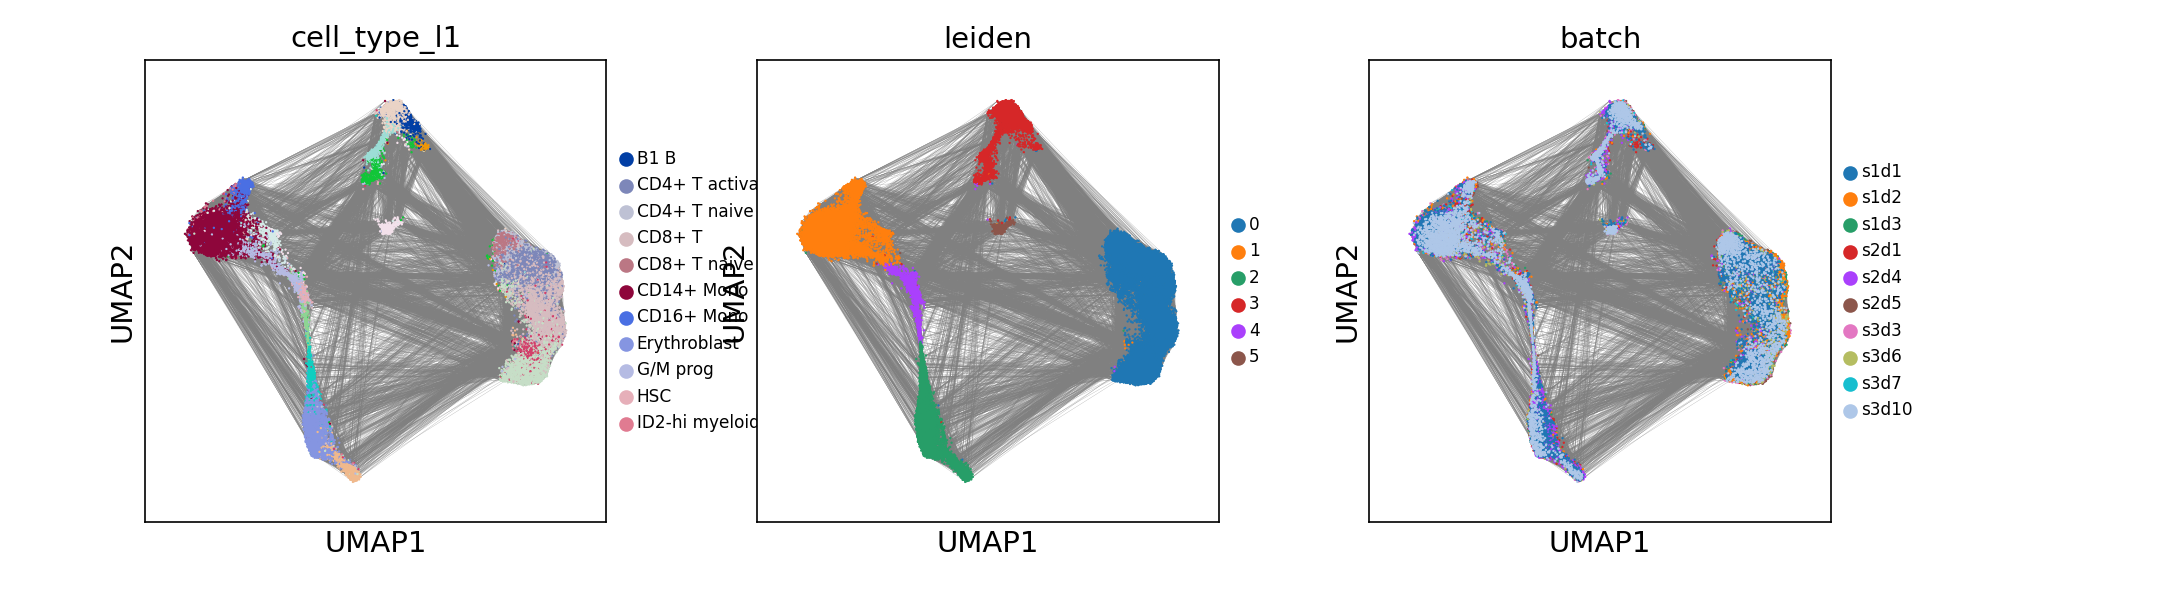 cell_type_l1
UMAP2
UMAP1
B1 B
CD4+ T activa
CD4+ T naive
CD8+ T
CD8+ T naive
CD14+ Mono
CD16+ Mono
Erythroblast
G/M prog
HSC
ID2-hi myeloid
leiden
UMAP2
UMAP1
0
1
2
3
4
5
batch
UMAP2
UMAP1
s1d1
s1d2
s1d3
s2d1
s2d4
s2d5
s3d3
s3d6
s3d7
s3d10